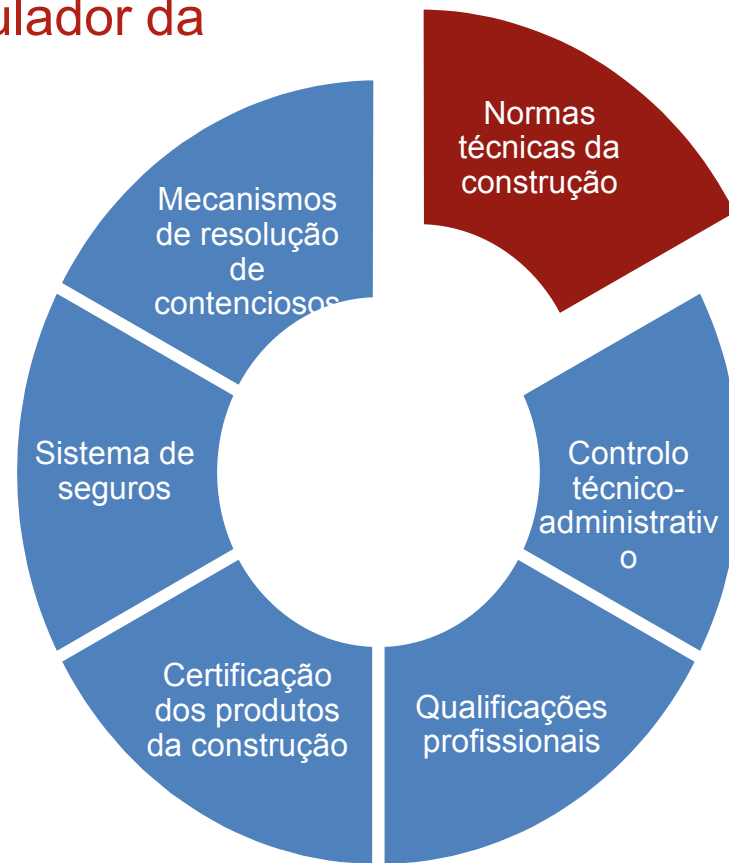 ulador da
Normas
técnicas da
construção
Controlo
técnico-
administrativ
o
Qualificações
profissionais
Certificação
dos produtos
da construção
Sistema de
seguros
Mecanismos
de resolução
de
contenciosos